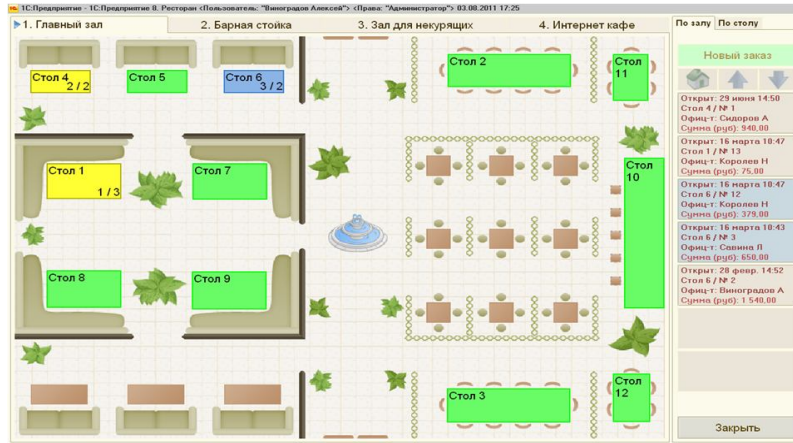 1С:Предприятие - 1С:Предприятие 8. Ресторан <Пользователь: "Виноградов Алексей"> <Права: "Администратор"> 03.08.2011 17:25
1. Главный зал
2. Барная стойка
3. Зал для некурящих
4. Интернет кафе
По залу
По столу
Стол 4
2 / 2
Стол 5
Стол 6
3 / 2
Стол 2
Стол
11
Стол 1
1 / 3
Стол 7
Стол
10
Стол 8
Стол 9
Стол 3
Стол
12
Новый заказ
Открыт: 29 июня 14:50
Стол 4 / № 1
Офиц-т: Сидоров А
Сумма (руб): 940,00
Открыт: 16 марта 18:47
Стол 1 / № 13
Офиц-т: Королев Н
Сумма (руб): 75,00
Открыт: 16 марта 18:47
Стол 6 / № 12
Офиц-т: Королев Н
Сумма (руб): 379,00
Открыт: 16 марта 18:43
Стол 6 / № 3
Офиц-т: Савина Л
Сумма (руб): 650,00
Открыт: 28 февр. 14:52
Стол 6 / № 2
Офиц-т: Виноградов А
Сумма (руб): 1 540,00
Закрыть